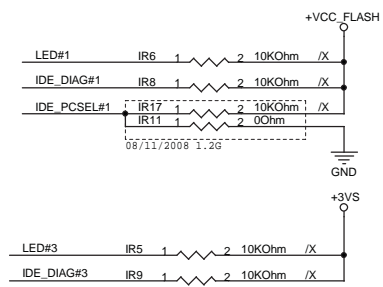 +VCC_FLASH
LED#1 IR6 1 2 10KOhm /X
IDE_DIAG#1 IR8 1 2 10KOhm /X
IDE_PCSEL#1 IR17 1 2 10KOhm /X
IR11 1 2 0Ohm
08/11/2008 1.2G
GND
+3VS
LED#3 IR5 1 2 10KOhm /X
IDE_DIAG#3 IR9 1 2 10KOhm /X